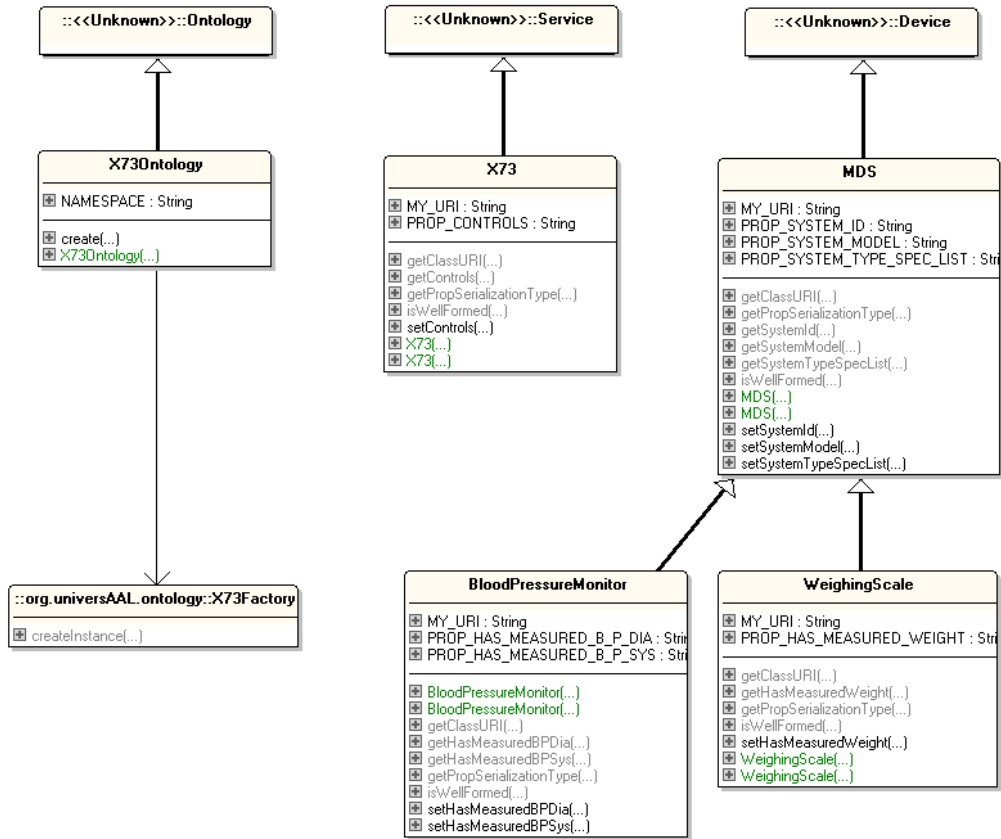 ::<<Unknown>>::Ontology
X73Ontology
NAMESPACE : String
create(...)
X73Ontology(...)
::org.universAAL.ontology::X73Factory
createInstance(...)
::<<Unknown>>::Service
X73
MY_URI : String
PROP_CONTROLS : String
getClassURI(...)
getControls(...)
getPropSerializationType(...)
isWellFormed(...)
setControls(...)
X73(...)
X73(...)
::<<Unknown>>::Device
MDS
MY_URI : String
PROP_SYSTEM_ID : String
PROP_SYSTEM_MODEL : String
PROP_SYSTEM_TYPE_SPEC_LIST : Stri
getClassURI(...)
getPropSerializationType(...)
getSystemId(...)
getSystemModel(...)
getSystemTypeSpecList(...)
isWellFormed(...)
MDS(...)
MDS(...)
setSystemId(...)
setSystemModel(...)
setSystemTypeSpecList(...)
BloodPressureMonitor
MY_URI : String
PROP_HAS_MEASURED_B_P_DIA : Strin
PROP_HAS_MEASURED_B_P_SYS : Stri
BloodPressureMonitor(...)
BloodPressureMonitor(...)
getClassURI(...)
getHasMeasuredBPDia(...)
getHasMeasuredBPSys(...)
getPropSerializationType(...)
isWellFormed(...)
setHasMeasuredBPDia(...)
setHasMeasuredBPSys(...)
WeighingScale
MY_URI : String
PROP_HAS_MEASURED_WEIGHT : Stri
getClassURI(...)
getHasMeasuredWeight(...)
getPropSerializationType(...)
isWellFormed(...)
setHasMeasuredWeight(...)
WeighingScale(...)
WeighingScale(...)